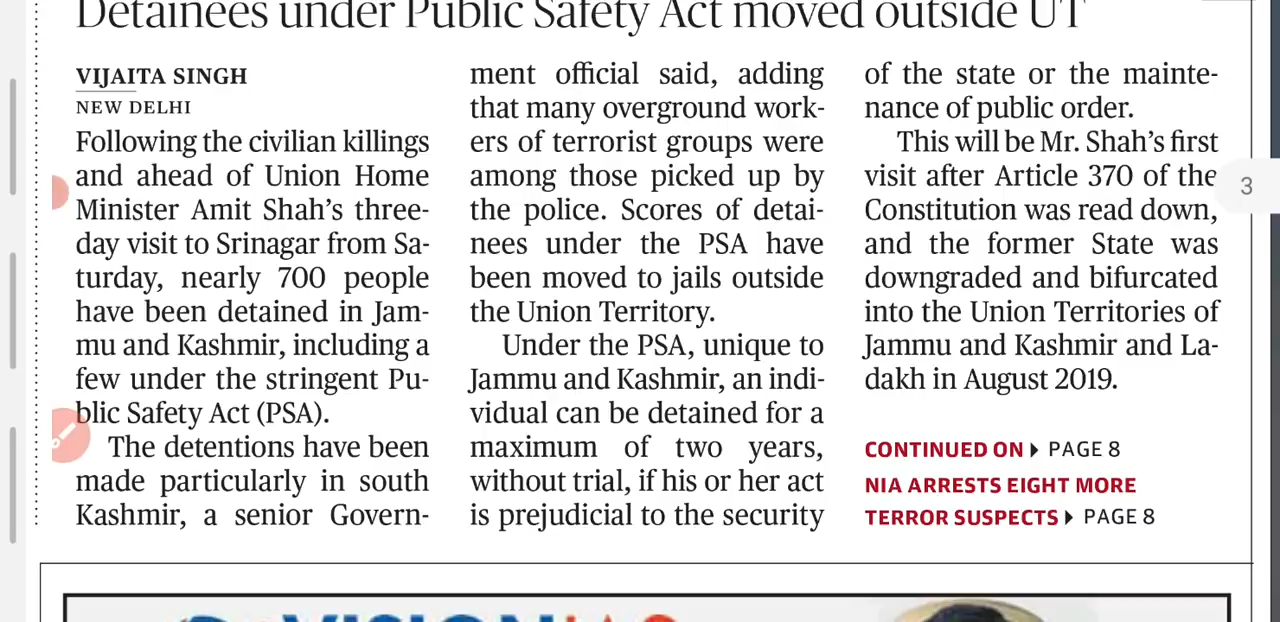 Detainees under Public Safety Act moved outside UT
VIJAITA SINGH
NEW DELHI
Following the civilian killings
and ahead of Union Home
Minister Amit Shah’s three-
day visit to Srinagar from Sa-
turday, nearly 700 people
have been detained in Jam-
mu and Kashmir, including a
few under the stringent Pu-
blic Safety Act (PSA).
The detentions have been
made particularly in south
Kashmir, a senior Govern-
ment official said, adding
that many overground work-
ers of terrorist groups were
among those picked up by
the police. Scores of detai-
nees under the PSA have
been moved to jails outside
the Union Territory.
Under the PSA, unique to
Jammu and Kashmir, an indi-
vidual can be detained for a
maximum of two years,
without trial, if his or her act
is prejudicial to the security
of the state or the mainte-
nance of public order.
This will be Mr. Shah’s first
visit after Article 370 of the
Constitution was read down,
and the former State was
downgraded and bifurcated
into the Union Territories of
Jammu and Kashmir and La-
dakh in August 2019.
CONTINUED ON PAGE 8
NIA ARRESTS EIGHT MORE
TERROR SUSPECTS PAGE 8
3